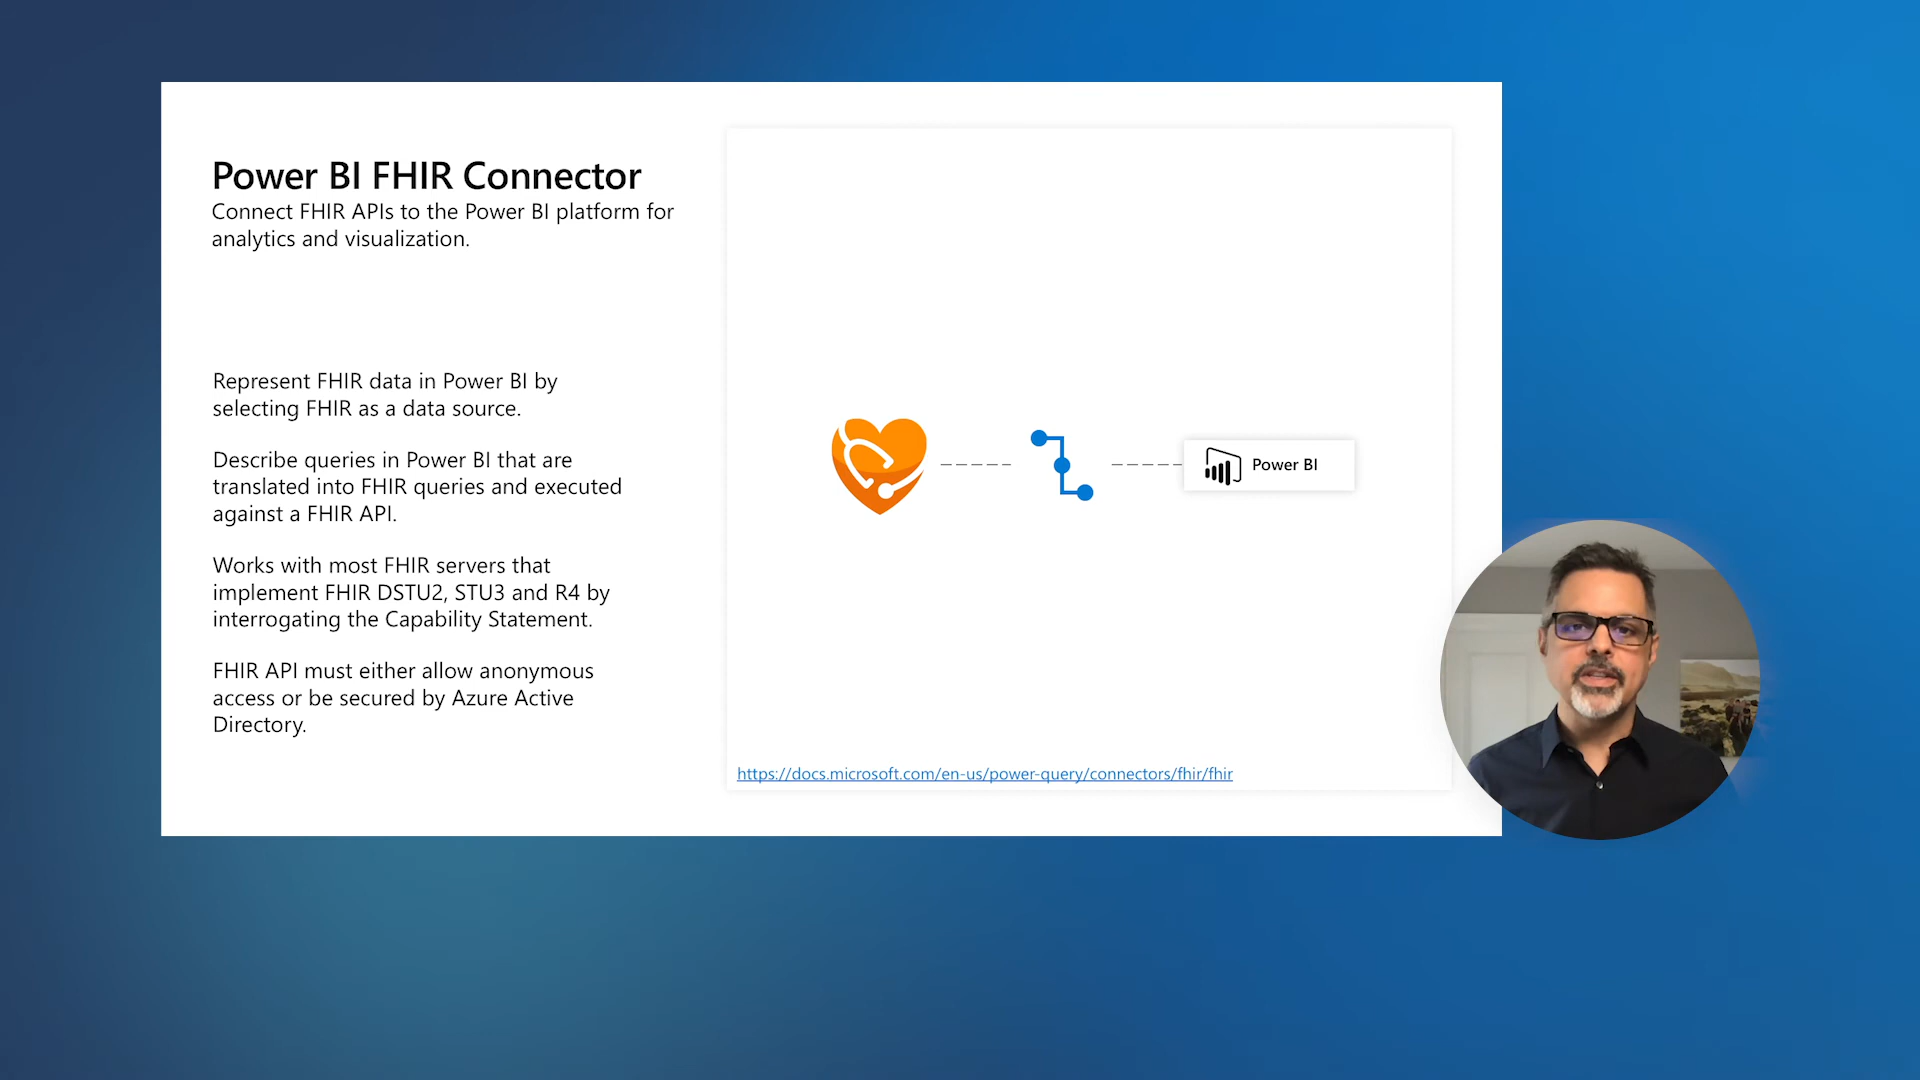 Power BI FHIR Connector
Connect FHIR APIs to the Power BI platform for
analytics and visualization.
Represent FHIR data in Power BI by
selecting FHIR as a data source.
Describe queries in Power BI that are
translated into FHIR queries and executed
against a FHIR API.
Works with most FHIR servers that
implement FHIR DSTU2, STU3 and R4 by
interrogating the Capability Statement.
FHIR API must either allow anonymous
access or be secured by Azure Active
Directory.
Power BI
https://docs.microsoft.com/en-us/power-query/connectors/fhir/fhir